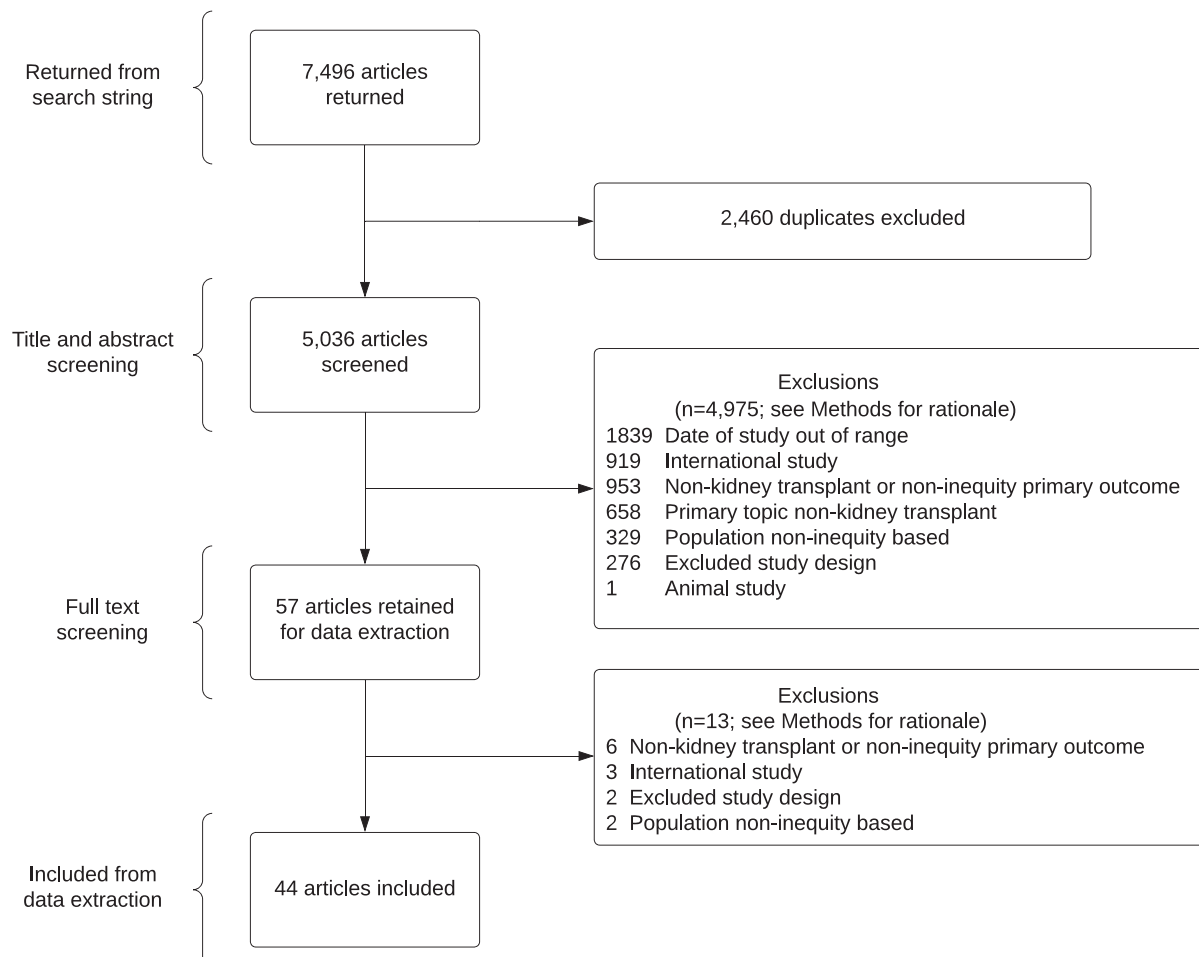 Returned from
search string
7,496 articles
returned
2,460 duplicates excluded
Title and abstract
screening
5,036 articles
screened
Exclusions
(n=4,975; see Methods for rationale)
1839 Date of study out of range
919 International study
953 Non-kidney transplant or non-inequity primary outcome
658 Primary topic non-kidney transplant
329 Population non-inequity based
276 Excluded study design
1 Animal study
Full text
screening
57 articles retained
for data extraction
Exclusions
(n=13; see Methods for rationale)
6 Non-kidney transplant or non-inequity primary outcome
3 International study
2 Excluded study design
2 Population non-inequity based
Included from
data extraction
44 articles included